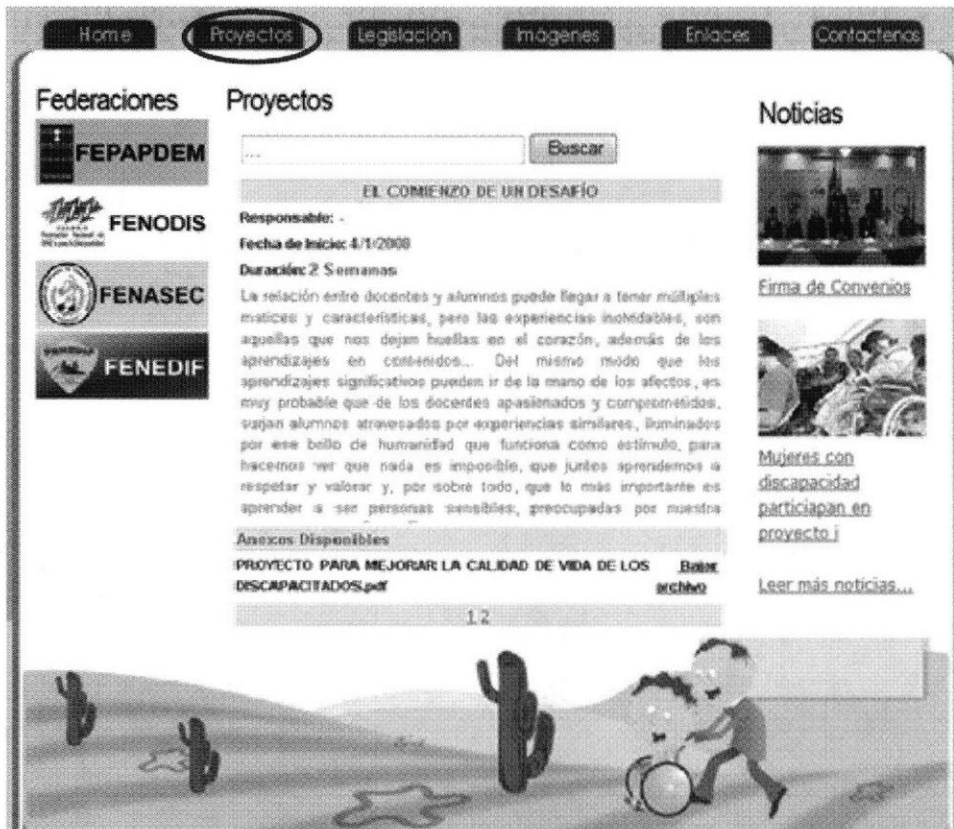 Home Proyectos Legislación Imágenes Enlaces Contactenos
Federaciones
FEPAPDEM
FENODIS
FENASEC
FENEDIF
Proyectos
...
Buscar
EL COMIENZO DE UN DESAFÍO
Responsable: -
Fecha de Inicio: 4/1/2008
Duración: 2 Semanas
La relación entre docentes y alumnos puede llegar a tener múltiples
matices y características, pero las experiencias inolvidables, son
aquellas que nos dejan huellas en el corazón, además de los
aprendizajes en contenidos... Del mismo modo que los
aprendizajes significativos pueden ir de la mano de los afectos, es
muy probable que de los docentes apasionados y comprometidos,
surjan alumnos atravesados por experiencias similares, iluminados
por ese bello de humanidad que funciona como estímulo, para
hacernos ver que nada es imposible, que juntos aprendemos a
respetar y valorar y, por sobre todo, que lo más importante es
aprender a ser personas sensibles, preocupadas por nuestra
Anexos Disponibles
PROYECTO PARA MEJORAR LA CALIDAD DE VIDA DE LOS Bajar
DISCAPACITADOS.pdf archivo
1 2
Noticias
Firma de Convenios
Mujeres con
discapacidad
particiapan en
proyecto i
Leer más noticias...